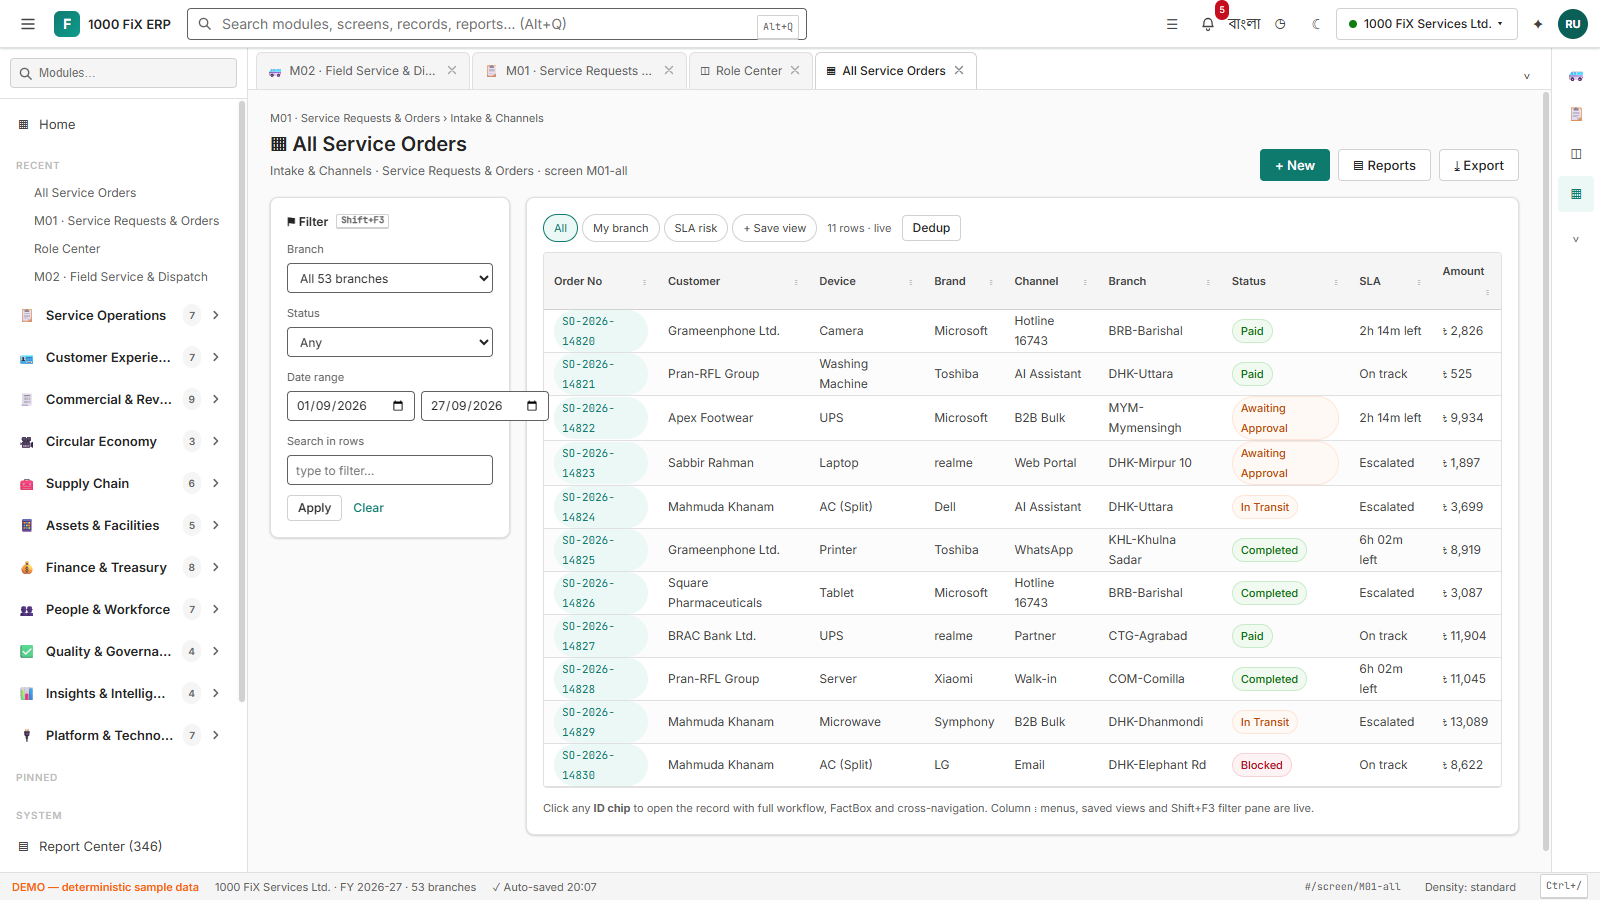 F 1000 FiX ERP
Search modules, screens, records, reports... (Alt+Q) Alt+Q
5
বাংলা
1000 FiX Services Ltd.
RU
Modules...
Home
RECENT
All Service Orders
M01 · Service Requests & Orders
Role Center
M02 · Field Service & Dispatch
Service Operations 7
Customer Experie... 7
Commercial & Rev... 9
Circular Economy 3
Supply Chain 6
Assets & Facilities 5
Finance & Treasury 8
People & Workforce 7
Quality & Governa... 4
Insights & Intellig... 4
Platform & Techno... 7
PINNED
SYSTEM
Report Center (346)
M02 · Field Service & Di...
M01 · Service Requests ...
Role Center
All Service Orders
M01 · Service Requests & Orders › Intake & Channels
All Service Orders
Intake & Channels · Service Requests & Orders · screen M01-all
+ New
Reports
Export
Filter Shift+F3
Branch
All 53 branches
Status
Any
Date range
01/09/2026 27/09/2026
Search in rows
type to filter...
Apply Clear
All My branch SLA risk + Save view 11 rows · live Dedup
Order No Customer Device Brand Channel Branch Status SLA Amount
SO-2026-14820 Grameenphone Ltd. Camera Microsoft Hotline 16743 BRB-Barishal Paid 2h 14m left ৳ 2,826
SO-2026-14821 Pran-RFL Group Washing Machine Toshiba AI Assistant DHK-Uttara Paid On track ৳ 525
SO-2026-14822 Apex Footwear UPS Microsoft B2B Bulk MYM-Mymensingh Awaiting Approval 2h 14m left ৳ 9,934
SO-2026-14823 Sabbir Rahman Laptop realme Web Portal DHK-Mirpur 10 Awaiting Approval Escalated ৳ 1,897
SO-2026-14824 Mahmuda Khanam AC (Split) Dell AI Assistant DHK-Uttara In Transit Escalated ৳ 3,699
SO-2026-14825 Grameenphone Ltd. Printer Toshiba WhatsApp KHL-Khulna Sadar Completed 6h 02m left ৳ 8,919
SO-2026-14826 Square Pharmaceuticals Tablet Microsoft Hotline 16743 BRB-Barishal Completed Escalated ৳ 3,087
SO-2026-14827 BRAC Bank Ltd. UPS realme Partner CTG-Agrabad Paid On track ৳ 11,904
SO-2026-14828 Pran-RFL Group Server Xiaomi Walk-in COM-Comilla Completed 6h 02m left ৳ 11,045
SO-2026-14829 Mahmuda Khanam Microwave Symphony B2B Bulk DHK-Dhanmondi In Transit Escalated ৳ 13,089
SO-2026-14830 Mahmuda Khanam AC (Split) LG Email DHK-Elephant Rd Blocked On track ৳ 8,622
Click any ID chip to open the record with full workflow, FactBox and cross-navigation. Column ⋮ menus, saved views and Shift+F3 filter pane are live.
DEMO — deterministic sample data 1000 FiX Services Ltd. · FY 2026-27 · 53 branches ✓ Auto-saved 20:07 #/screen/M01-all Density: standard Ctrl+/